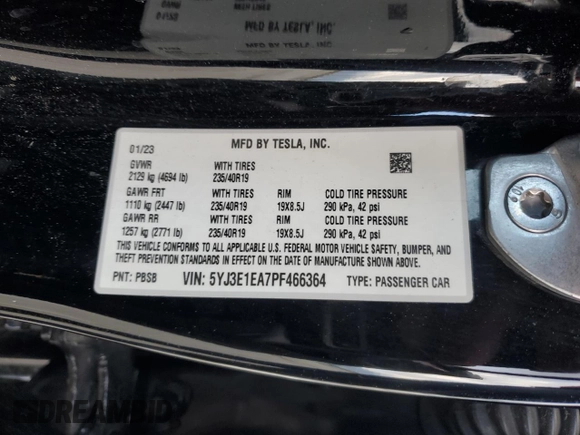 01/23 MFD BY TESLA, INC.
GVWR WITH TIRES
2129 kg (4694 lb) 235/40R19
GAWR FRT WITH TIRES RIM COLD TIRE PRESSURE
1110 kg (2447 lb) 235/40R19 19X8.5J 290 kPa, 42 psi
GAWR RR WITH TIRES RIM COLD TIRE PRESSURE
1257 kg (2771 lb) 235/40R19 19X8.5J 290 kPa, 42 psi
THIS VEHICLE CONFORMS TO ALL APPLICABLE U.S. FEDERAL MOTOR VEHICLE SAFETY, BUMPER, AND
THEFT PREVENTION STANDARDS IN EFFECT ON THE DATE OF MANUFACTURE SHOWN ABOVE.
PNT: PBSB VIN: 5YJ3E1EA7PF466364 TYPE: PASSENGER CAR
DREAMBID